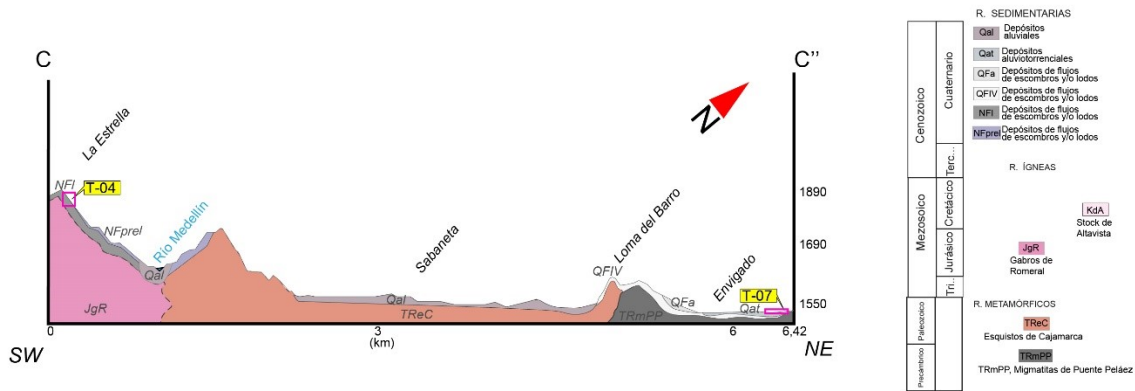 C
C''
N
La Estrella
NFl
T-04
NFprel
Río Medellín
Qal
JgR
Sabaneta
Qal
TReC
Loma del Barro
QFIV
TRmPP
QFa
Envigado
T-07
Qat
1890
1690
1550
0
3
6
6,42
(km)
SW
NE
R. SEDIMENTARIAS
Cenozoico
Cuaternario
Terc...
Qal
Depósitos
aluviales
Qat
Depósitos
aluviotorrenciales
QFa
Depósitos de flujos
de escombros y/o lodos
QFIV
Depósitos de flujos
de escombros y/o lodos
NFl
Depósitos de flujos
de escombros y/o lodos
NFprel
Depósitos de flujos
de escombros y/o lodos
R. ÍGNEAS
Mezosoico
Cretácico
Jurásico
Tri..
KdA
Stock de
Altavista
JgR
Gabros de
Romeral
R. METAMÓRFICOS
Paleozoico
Precámbrico
TReC
Esquistos de Cajamarca
TRmPP
TRmPP, Migmatitas de Puente Peláez